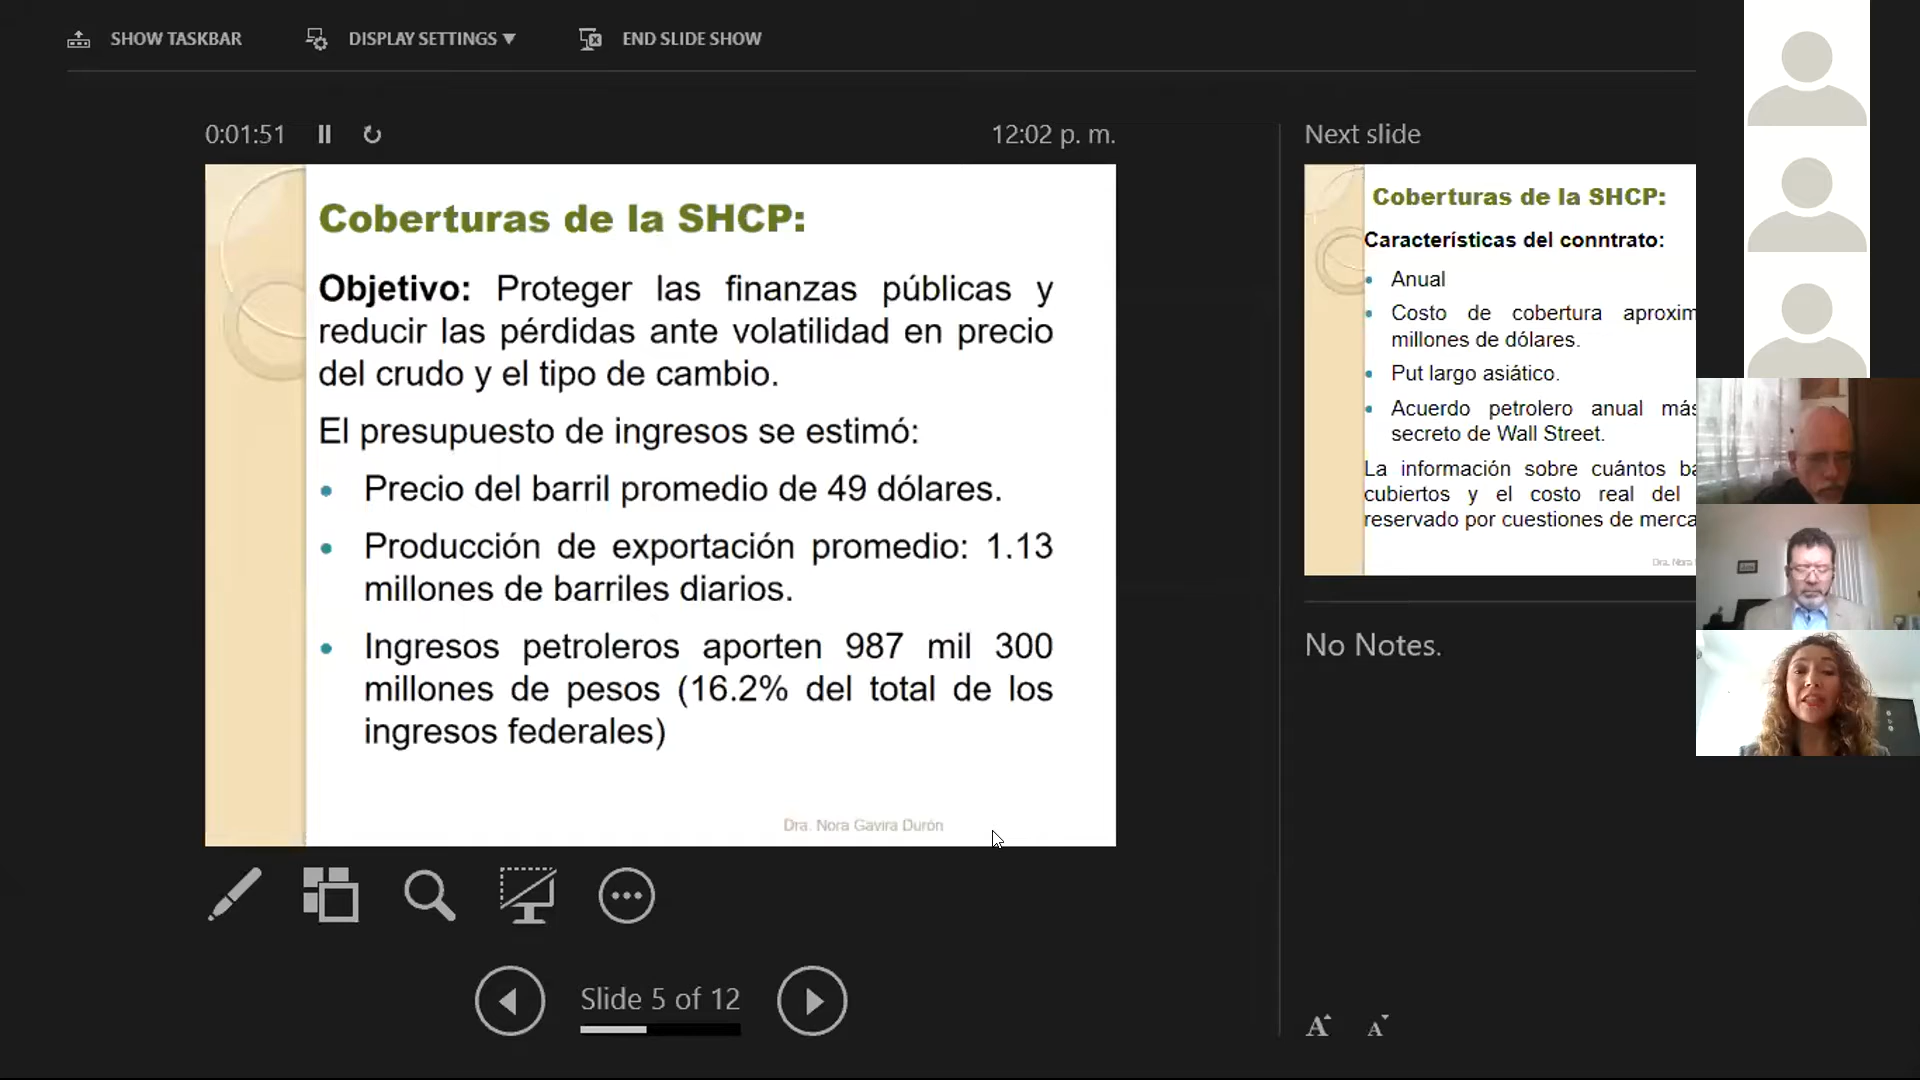 SHOW TASKBAR
DISPLAY SETTINGS
END SLIDE SHOW
0:01:51
12:02 p. m.
Coberturas de la SHCP:
Objetivo: Proteger las finanzas públicas y
reducir las pérdidas ante volatilidad en precio
del crudo y el tipo de cambio.
El presupuesto de ingresos se estimó:
Precio del barril promedio de 49 dólares.
Producción de exportación promedio: 1.13
millones de barriles diarios.
Ingresos petroleros aporten 987 mil 300
millones de pesos (16.2% del total de los
ingresos federales)
Dra. Nora Gavira Durón
Slide 5 of 12
Next slide
Coberturas de la SHCP:
Características del conntrato:
Anual
Costo de cobertura aproxim
millones de dólares.
Put largo asiático.
Acuerdo petrolero anual más
secreto de Wall Street.
La información sobre cuántos ba
cubiertos y el costo real del
reservado por cuestiones de merca
Dra. Nora
No Notes.
A A